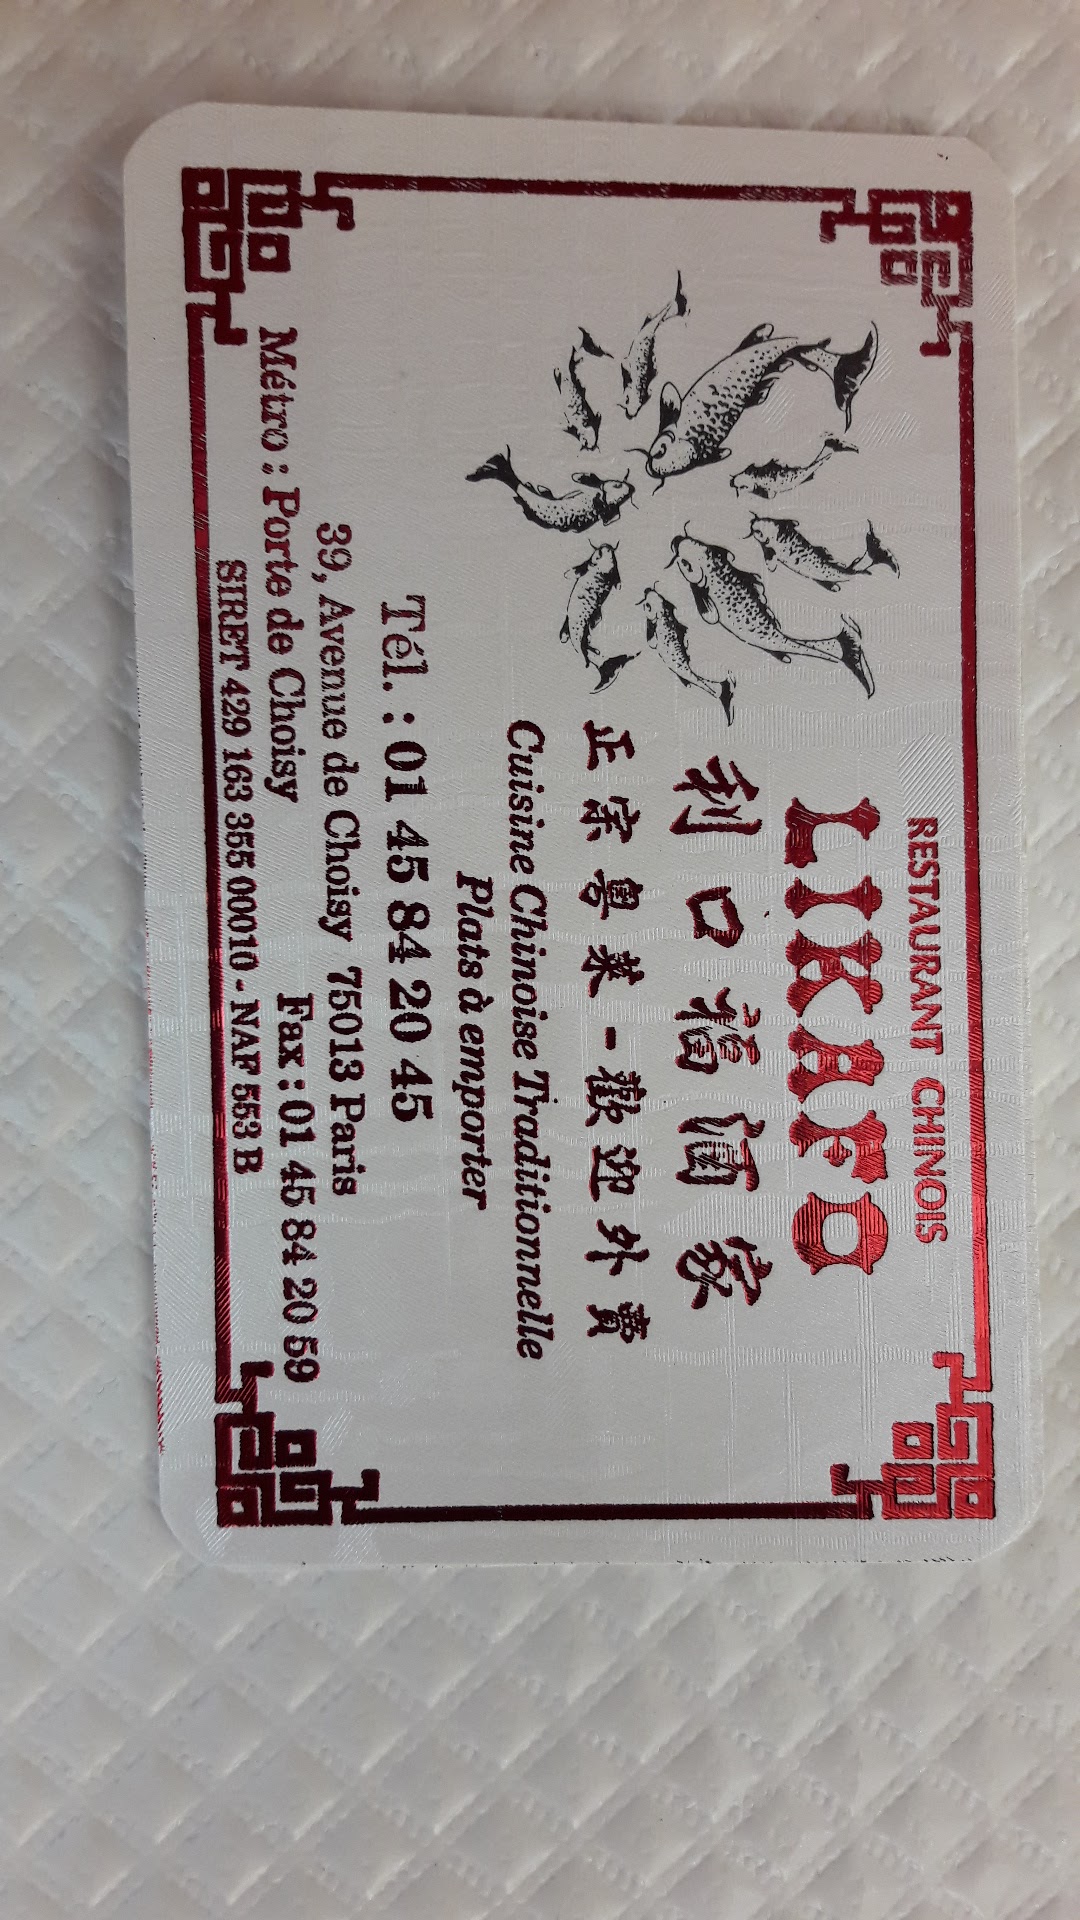 RESTAURANT CHINOIS
LIKAFO
利口福酒家
正宗粵菜-歡迎外賣
Cuisine Chinoise Traditionnelle
Plats à emporter
Tél. : 01 45 84 20 45
39, Avenue de Choisy 75013 Paris
Métro : Porte de Choisy Fax : 01 45 84 20 59
SIRET 429 163 355 00010 - NAF 553 B